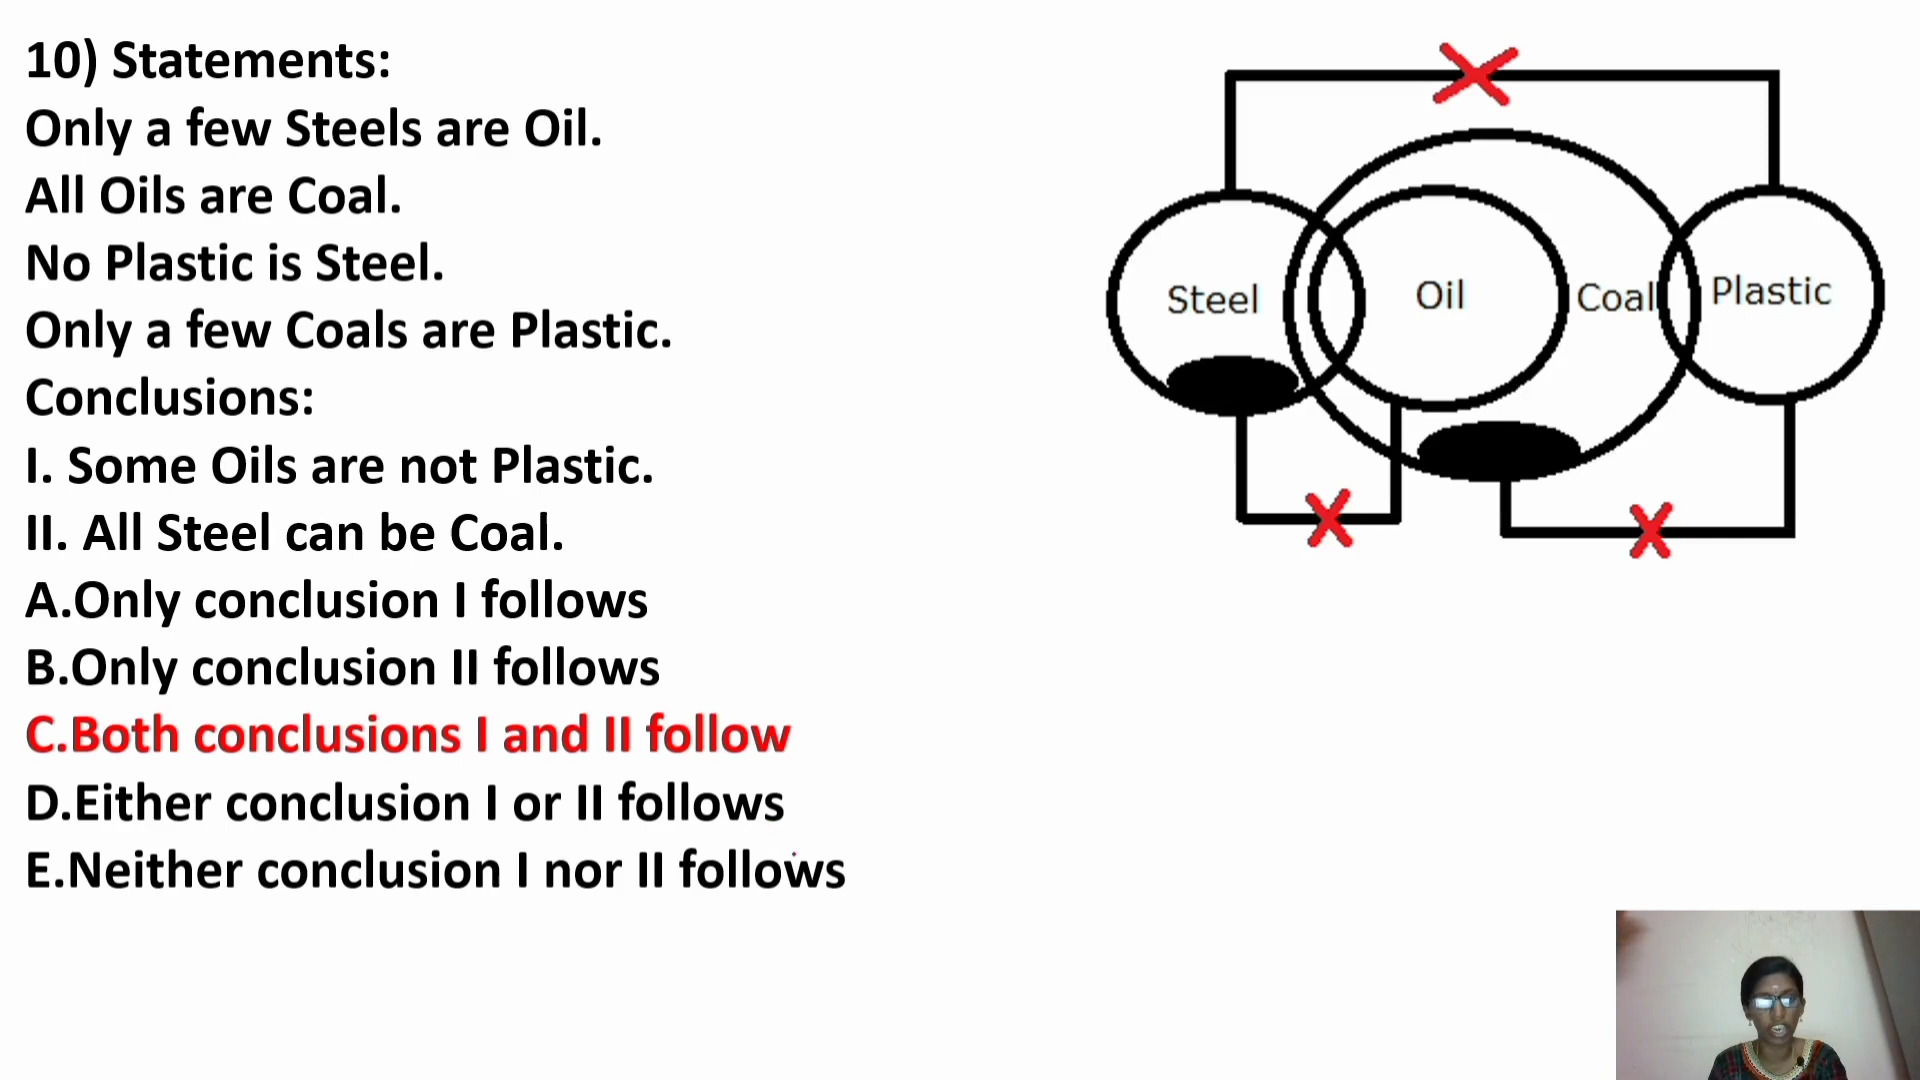 10) Statements:
Only a few Steels are Oil.
All Oils are Coal.
No Plastic is Steel.
Only a few Coals are Plastic.
Conclusions:
I. Some Oils are not Plastic.
II. All Steel can be Coal.
A.Only conclusion I follows
B.Only conclusion II follows
C.Both conclusions I and II follow
D.Either conclusion I or II follows
E.Neither conclusion I nor II follows
Steel
Oil
Coal
Plastic